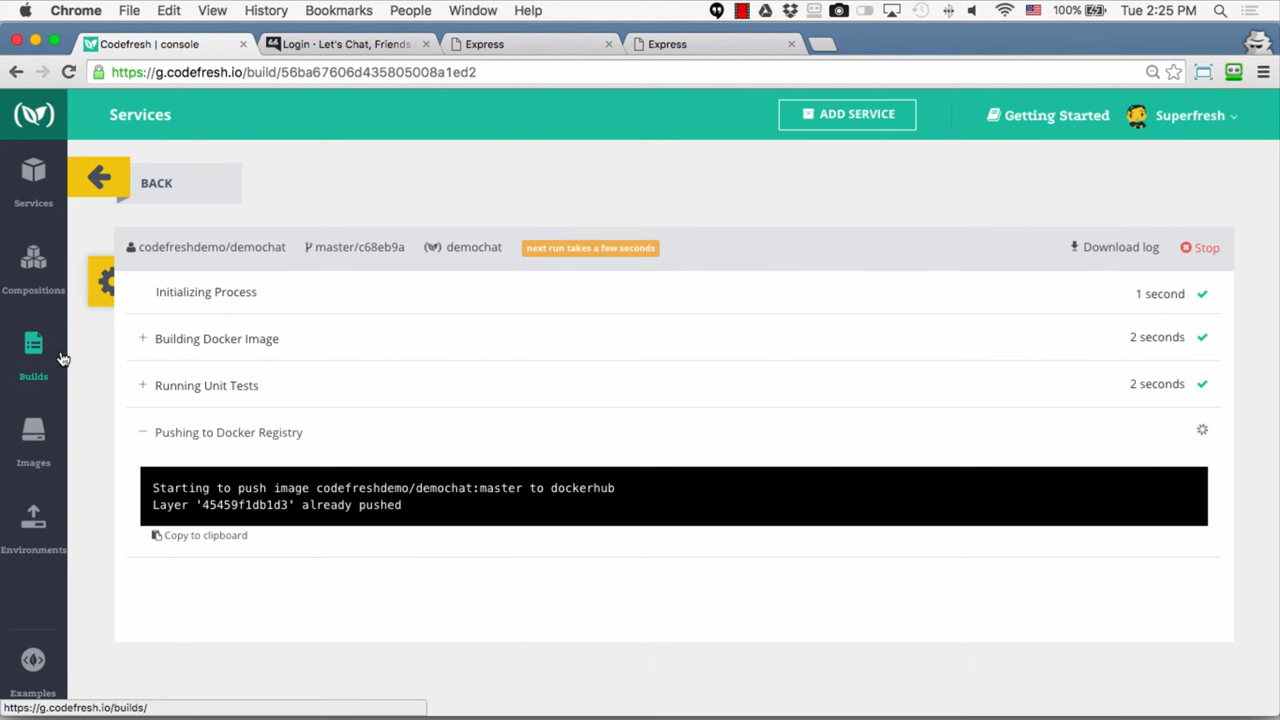 Chrome File Edit View History Bookmarks People Window Help 100% Tue 2:25 PM
Codefresh | console
Login · Let's Chat, Friends
Express
Express
https://g.codefresh.io/build/56ba67606d435805008a1ed2
Services
ADD SERVICE
Getting Started
Superfresh
Services
BACK
Compositions
codefreshdemo/demochat master/c68eb9a demochat next run takes a few seconds Download log Stop
Initializing Process 1 second
Building Docker Image 2 seconds
Builds
Running Unit Tests 2 seconds
Pushing to Docker Registry
Images
Starting to push image codefreshdemo/demochat:master to dockerhub
Layer '45459f1db1d3' already pushed
Copy to clipboard
Environments
Examples
https://g.codefresh.io/builds/